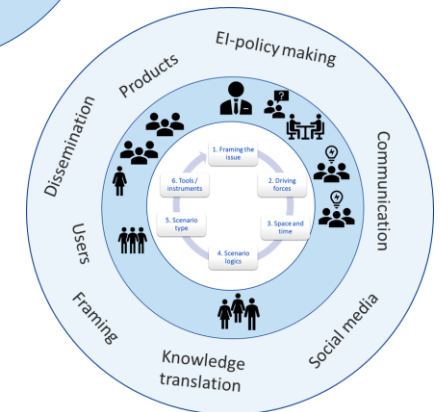 EI-policy making
Products
Dissemination
Communication
Users
Framing
Knowledge
translation
Social media
1. Framing the
issue
2. Driving
forces
3. Space and
time
4. Scenario
logics
5. Scenario
type
6. Tools /
instruments
?